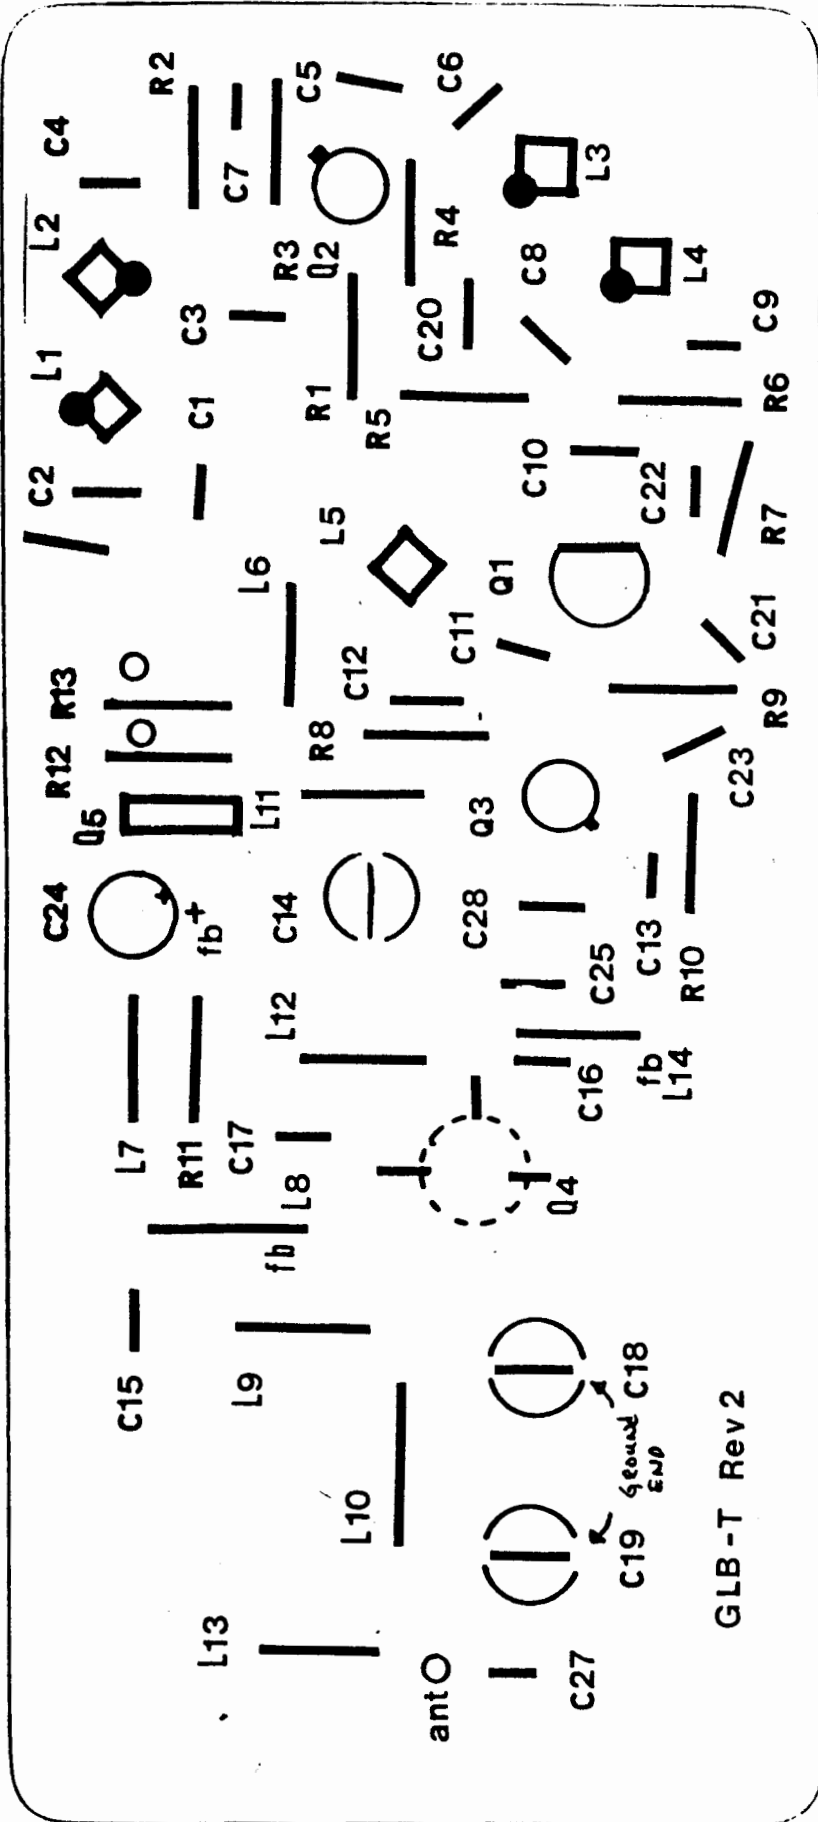 R2
C5
C6
C4
C7
L3
L2
R3
Q2
R4
C8
L4
C3
C20
C9
L1
C1
R1
R5
R6
C2
C10
C22
L5
R7
L6
Q1
C11
C21
R13
C12
R9
R12
R8
C23
Q5
L11
Q3
C24
fb
+
+
C14
C28
C13
C25
R10
L12
C16
fb
L14
L7
R11
C17
L8
Q4
fb
C15
L9
C18
Ground
END
L10
C19
GLB-T Rev2
L13
ant
C27